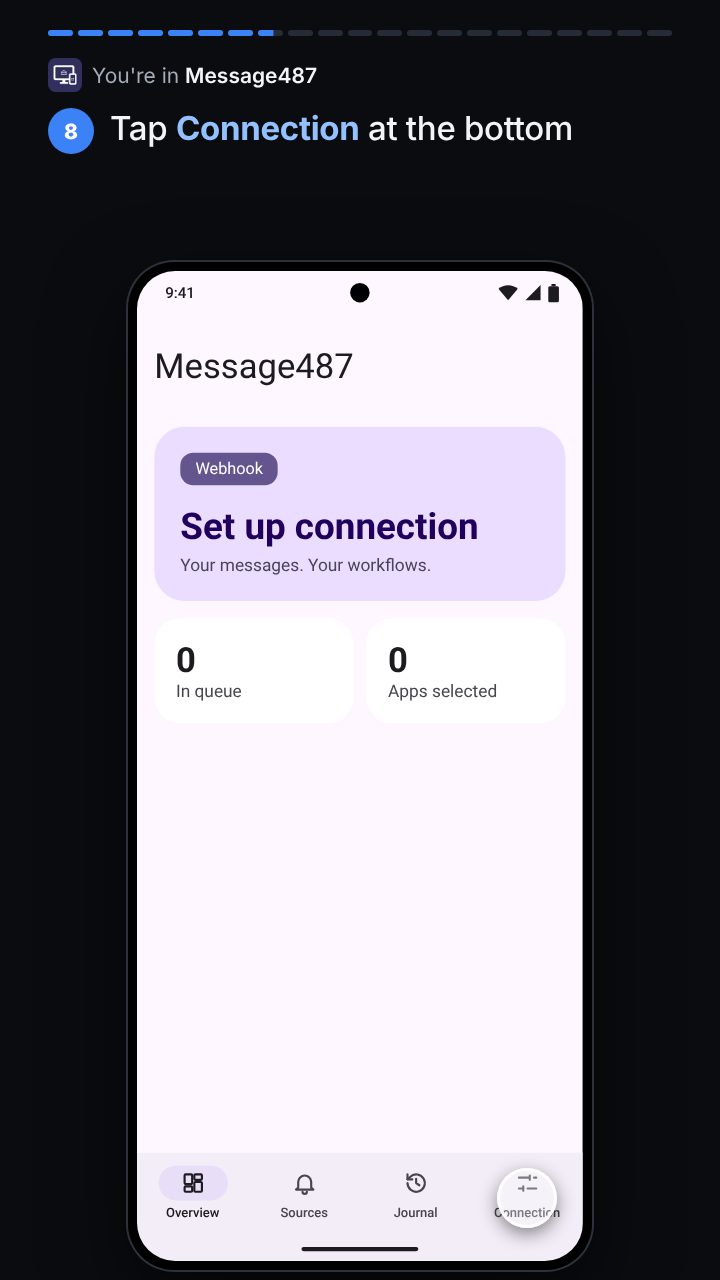 You're in Message487
8 Tap Connection at the bottom
9:41
Message487
Webhook
Set up connection
Your messages. Your workflows.
0 0
In queue Apps selected
Overview Sources Journal Connection